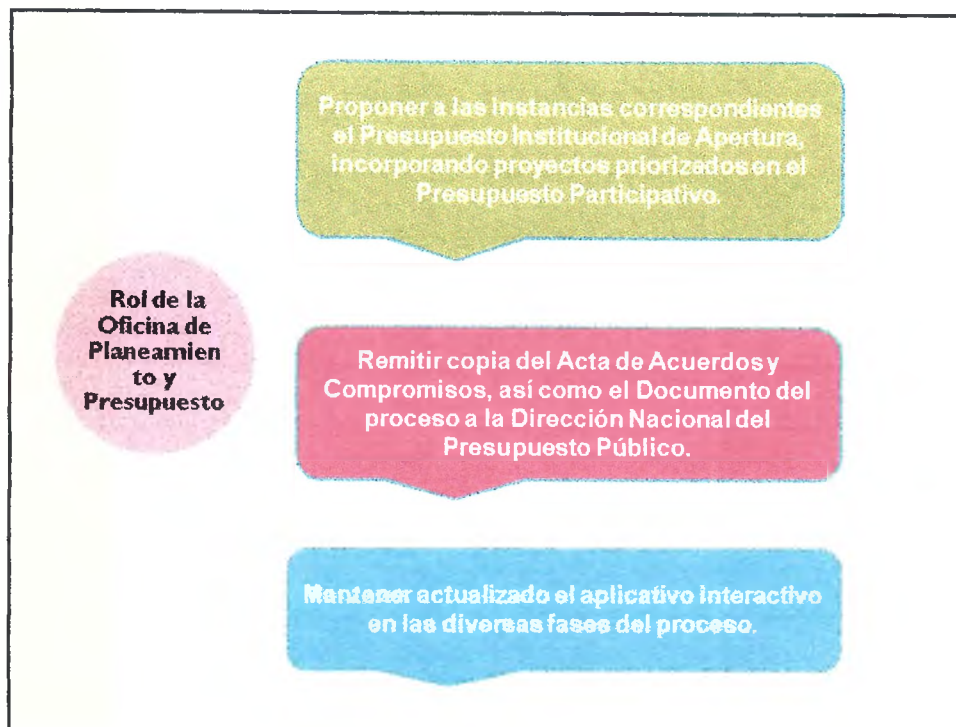 Proponer a las instancias correspondientes
el Presupuesto Institucional de Apertura,
incorporando proyectos priorizados en el
Presupuesto Participativo.
Rol de la
Oficina de
Planeamien
to y
Presupuesto
Remitir copia del Acta de Acuerdos y
Compromisos, así como el Documento del
proceso a la Dirección Nacional del
Presupuesto Público.
Mantener actualizado el aplicativo interactivo
en las diversas fases del proceso.